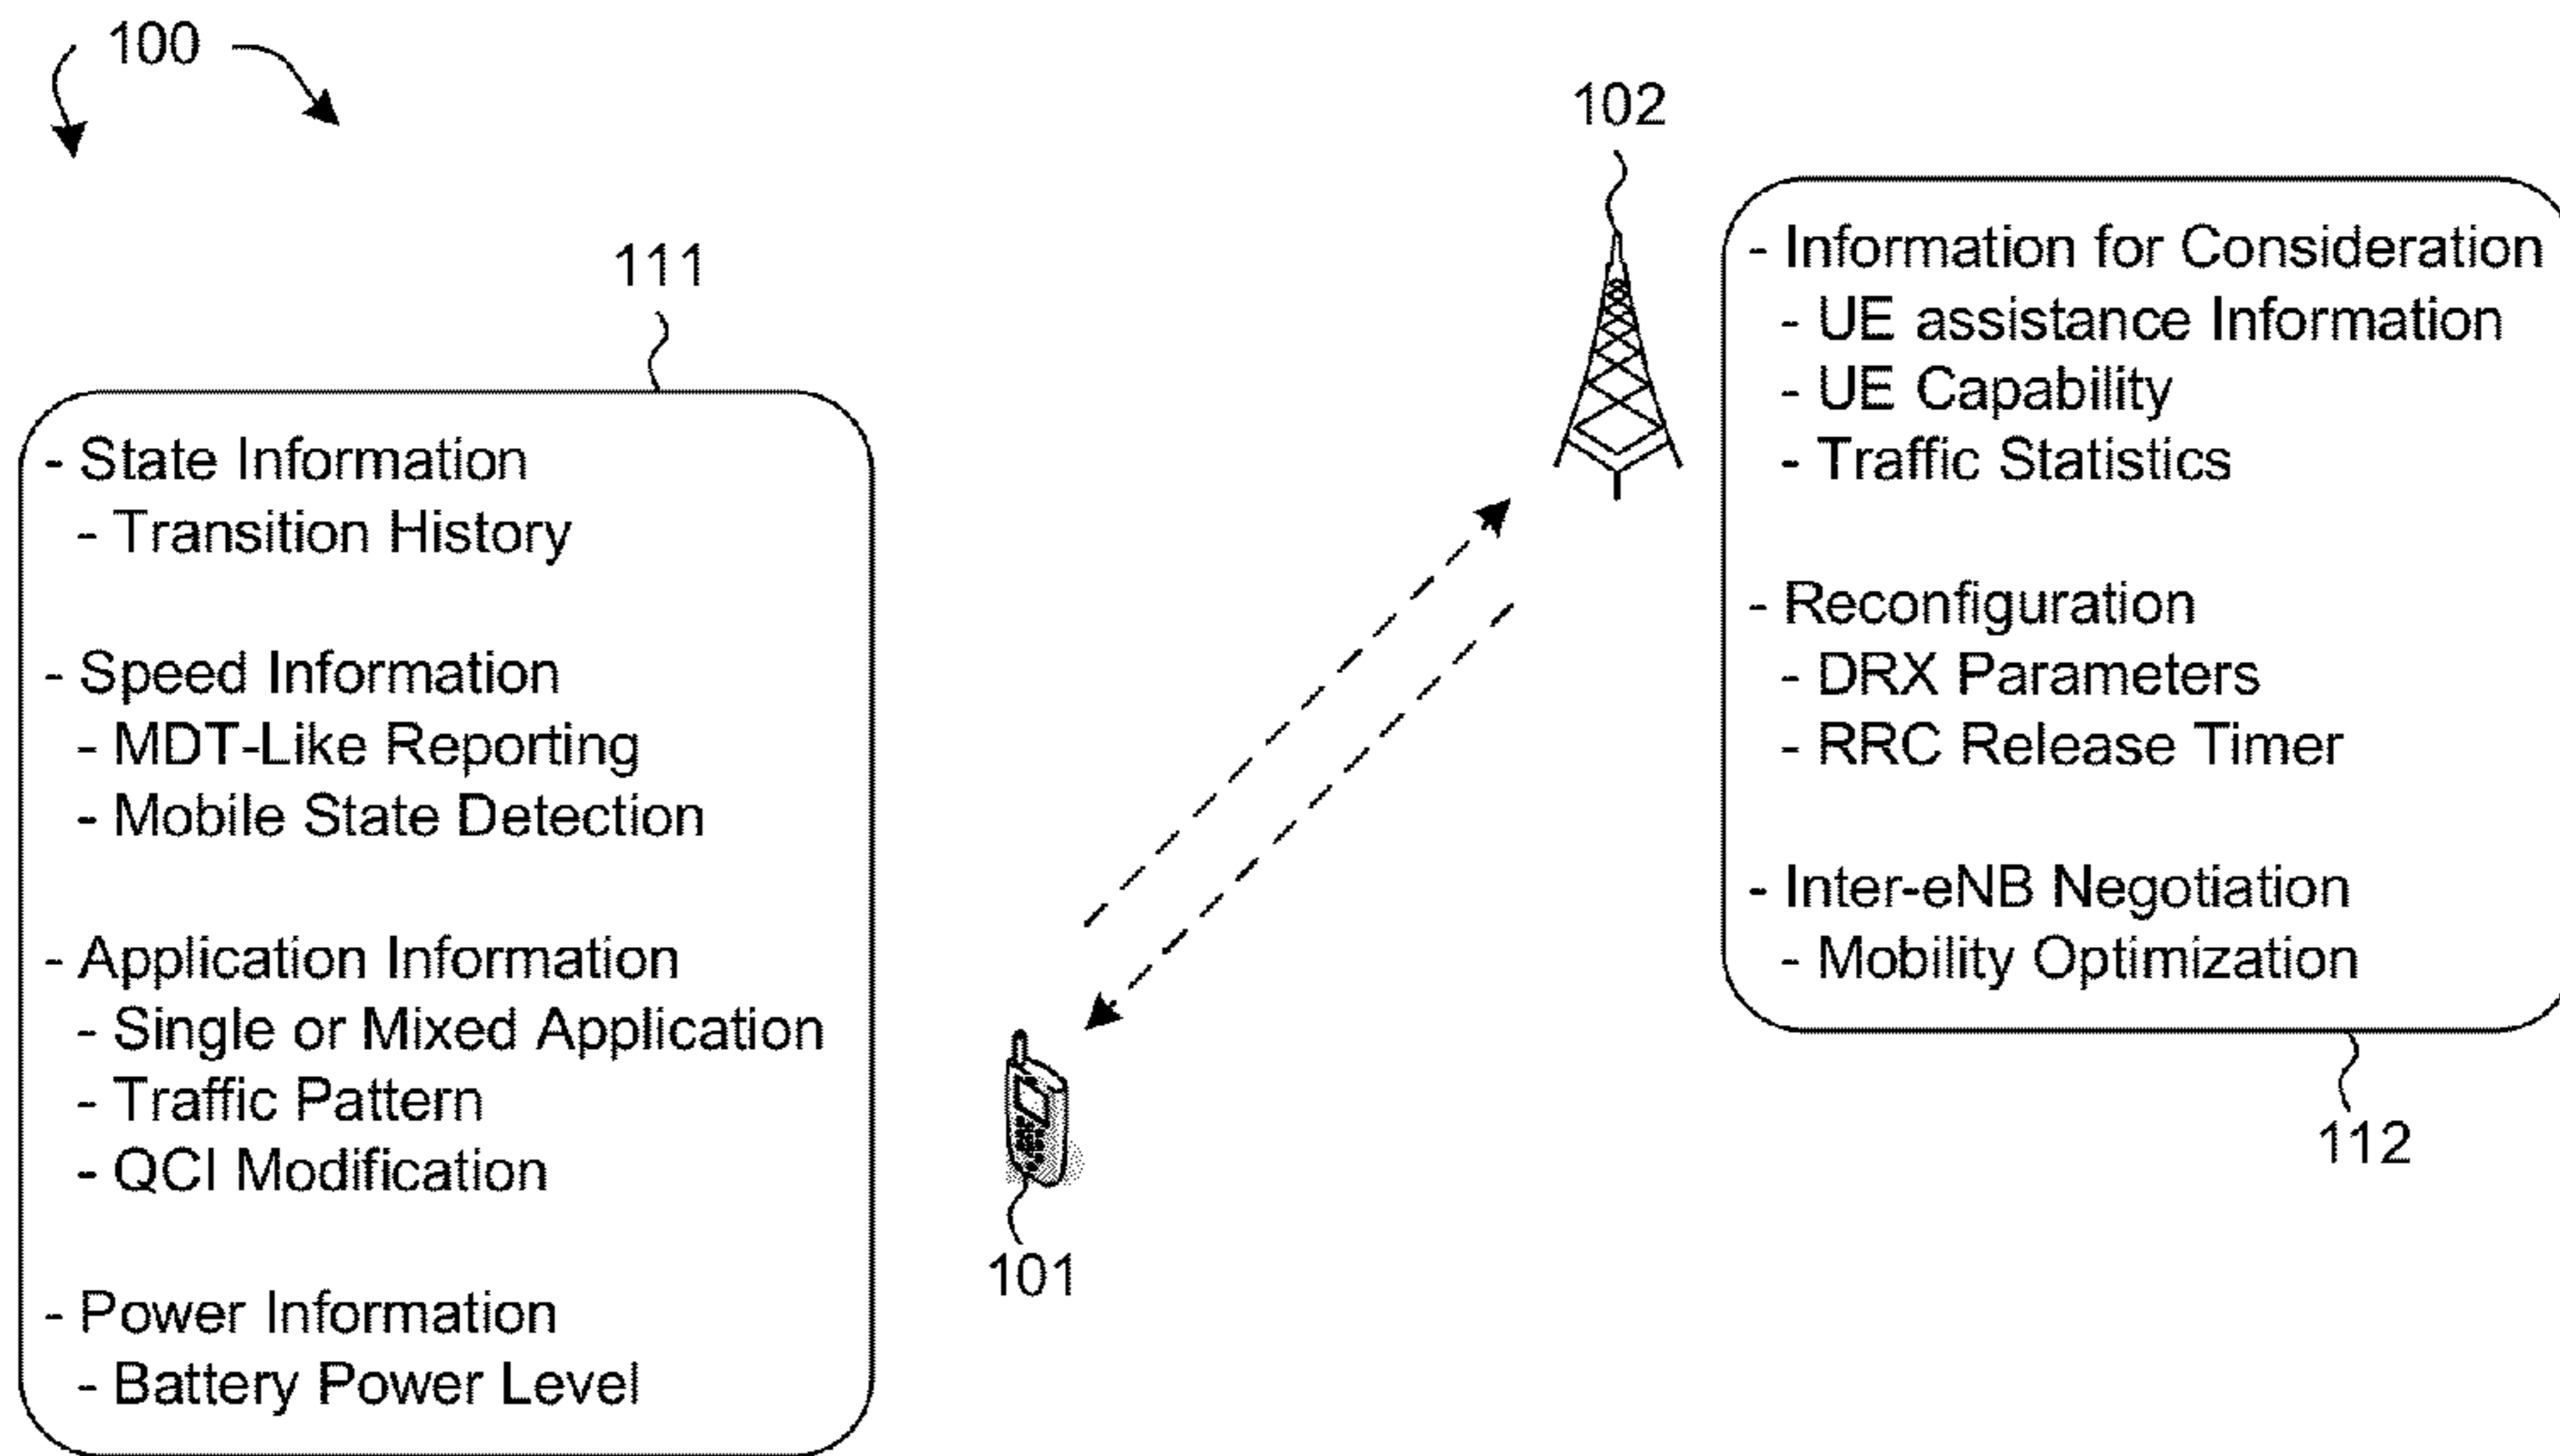 100
102
111
- State Information
- Transition History
- Speed Information
- MDT-Like Reporting
- Mobile State Detection
- Application Information
- Single or Mixed Application
- Traffic Pattern
- QCI Modification
- Power Information
- Battery Power Level
101
- Information for Consideration
- UE assistance Information
- UE Capability
- Traffic Statistics
- Reconfiguration
- DRX Parameters
- RRC Release Timer
- Inter-eNB Negotiation
- Mobility Optimization
112